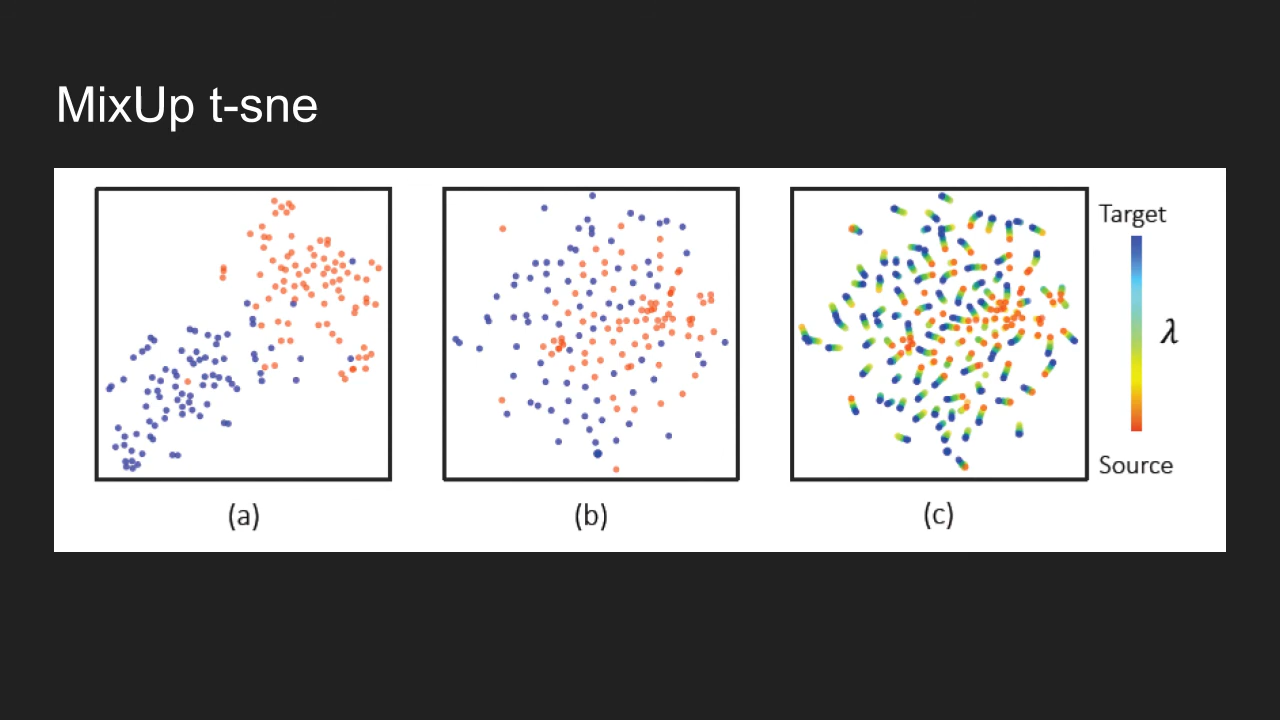 MixUp t-sne
Target
λ
Source
(a)
(b)
(c)